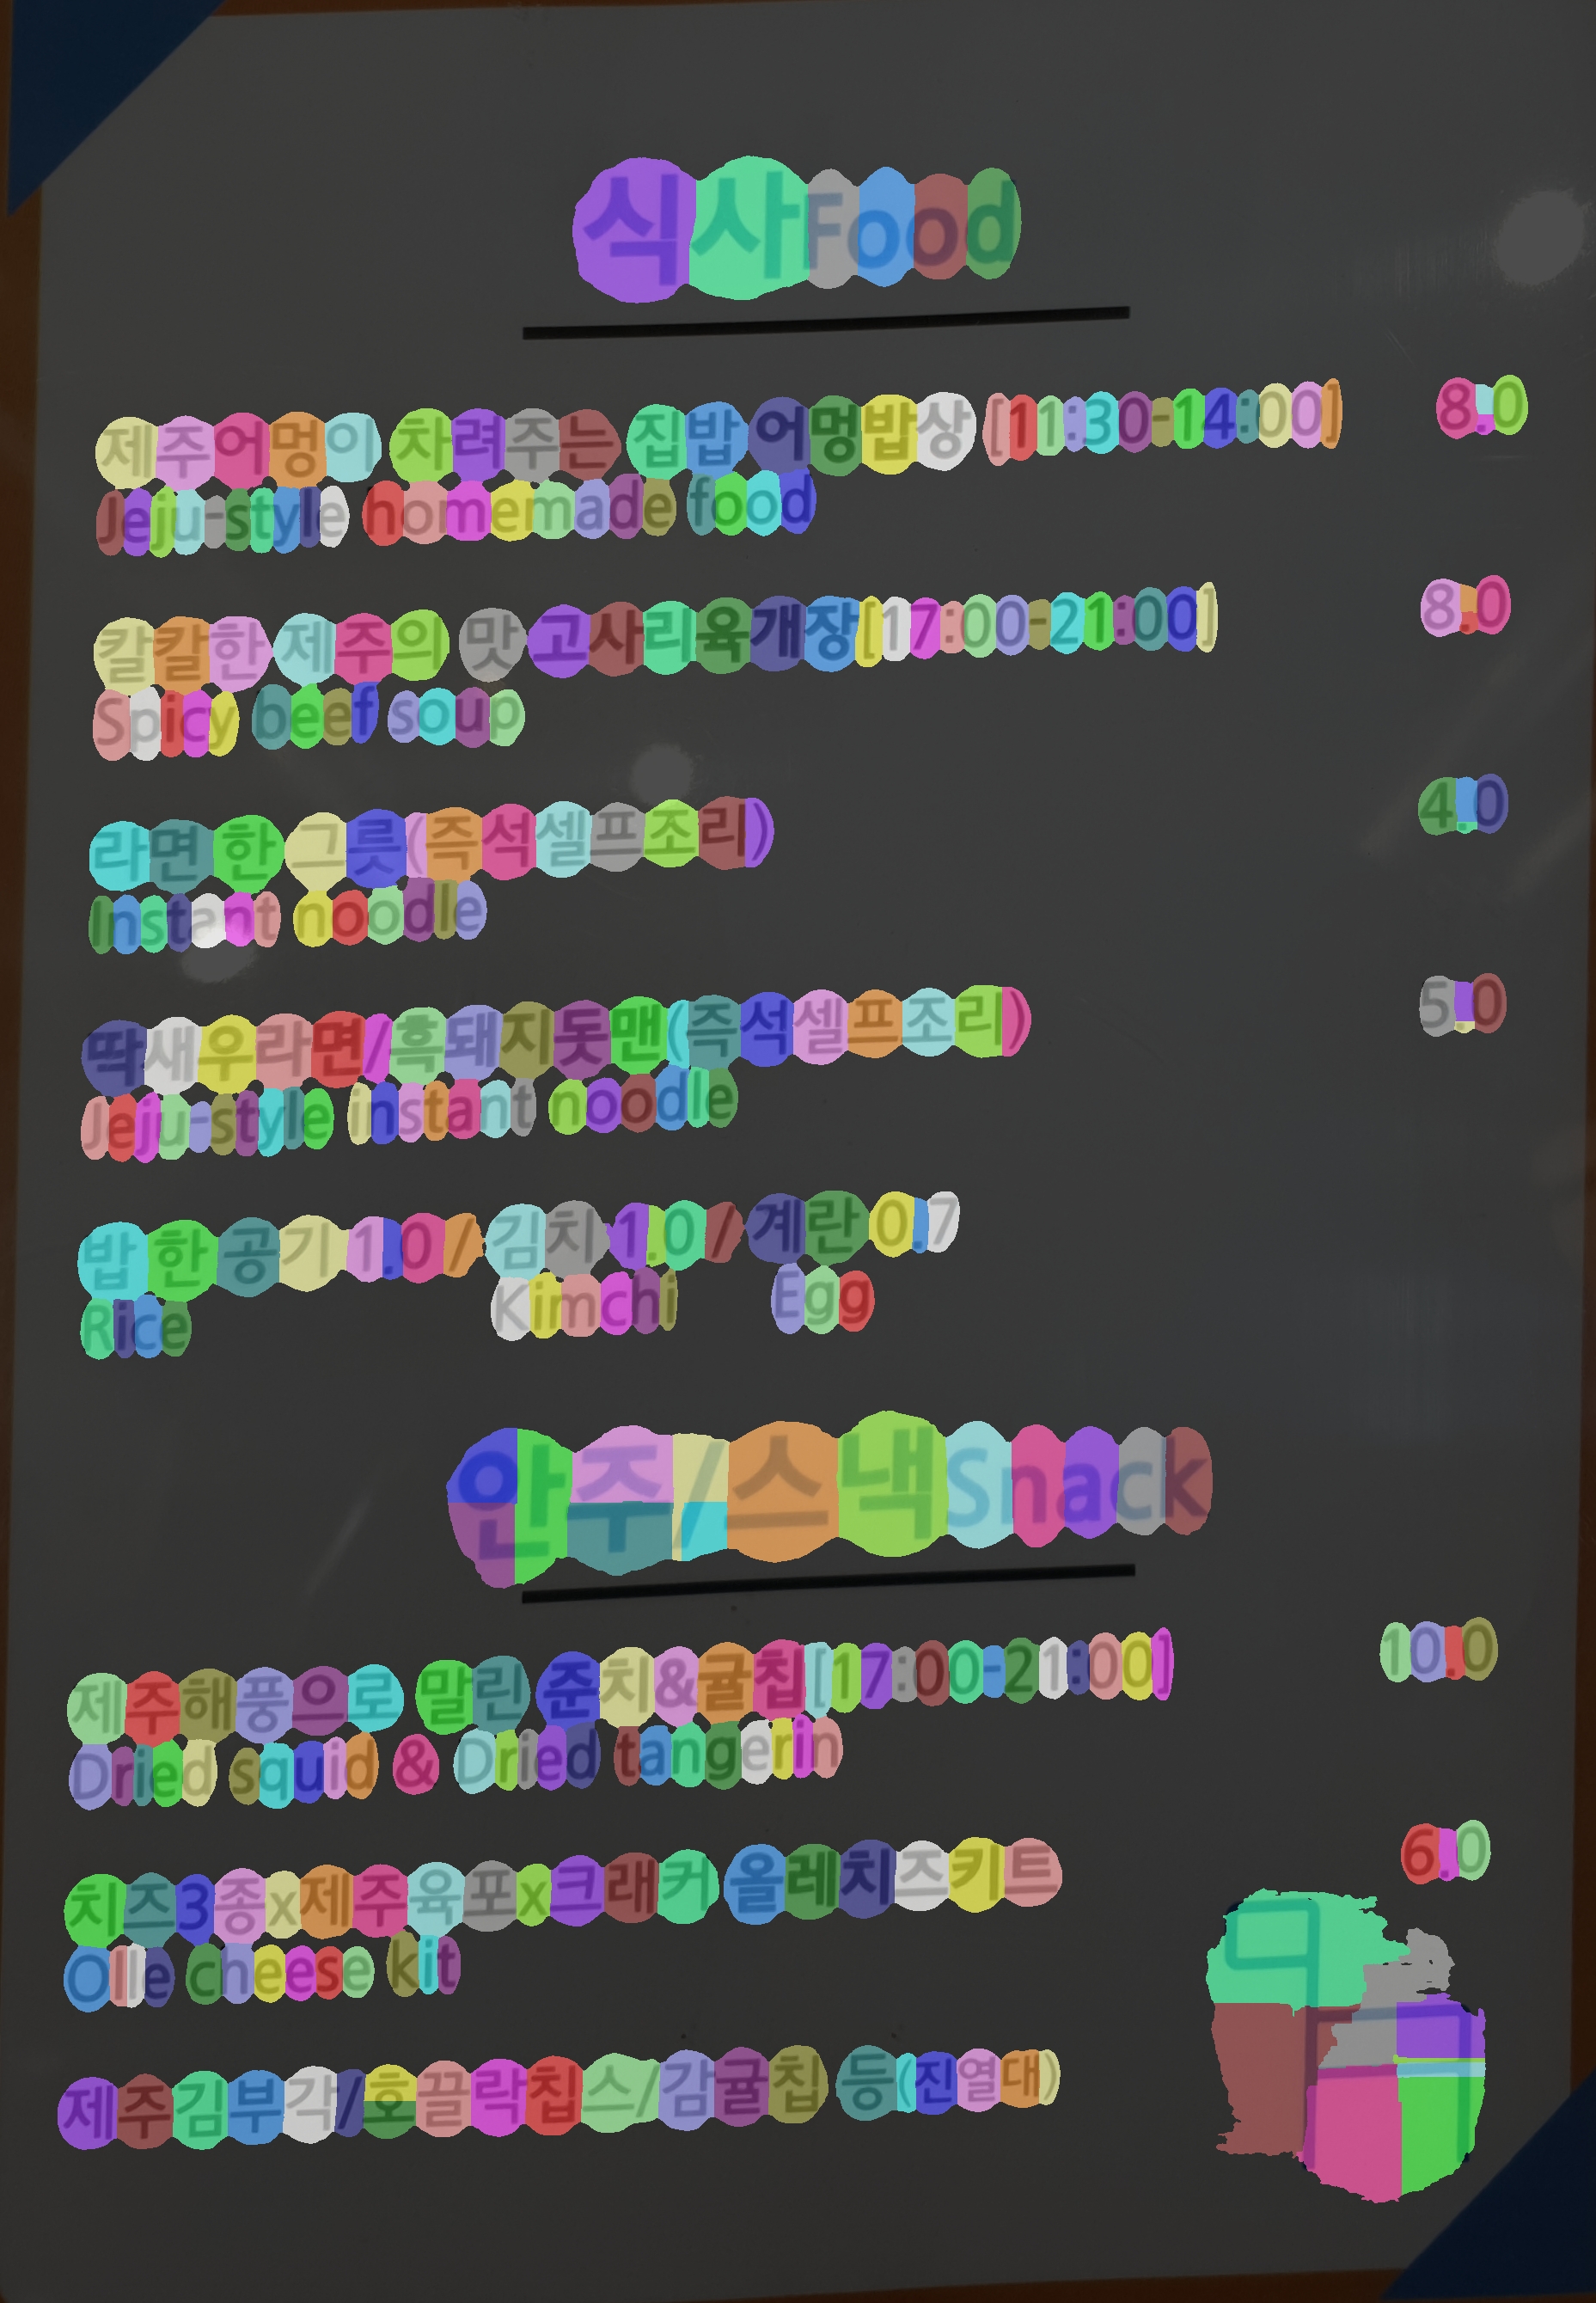 식사Food
제주어멍이 차려주는 집밥 어멍밥상 [11:30-14:00] 8.0
Jeju-style homemade food
칼칼한 제주의 맛 고사리육개장[17:00-21:00] 8.0
Spicy beef soup
라면 한 그릇(즉석셀프조리) 4.0
Instant noodle
딱새우라면/흑돼지돗맨(즉석셀프조리) 5.0
Jeju-style instant noodle
밥 한 공기 1.0/ 김치 1.0/ 계란 0.7
Rice Kimchi Egg
안주/스낵Snack
제주해풍으로 말린 준치&귤칩[17:00-21:00] 10.0
Dried squid & Dried tangerin
치즈3종x제주육포x크래커 올레치즈키트 6.0
Olle cheese kit
제주김부각/호끌락칩스/감귤칩 등(진열대)